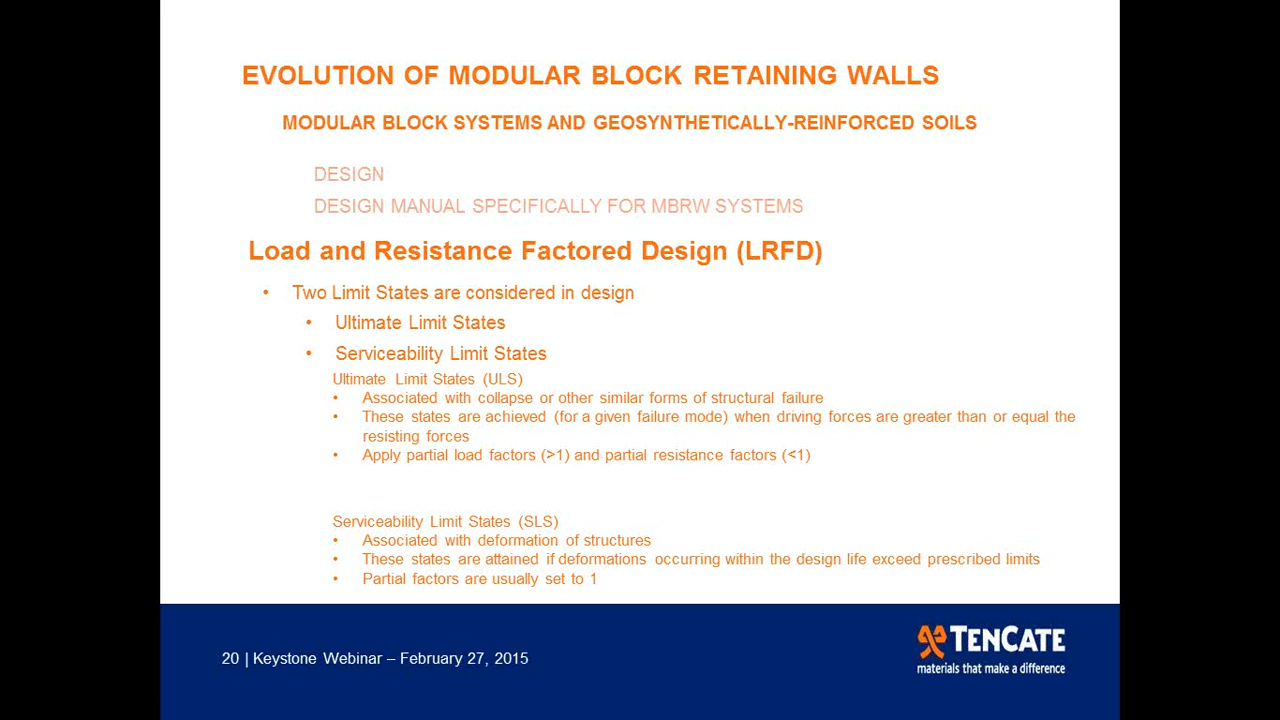 EVOLUTION OF MODULAR BLOCK RETAINING WALLS
MODULAR BLOCK SYSTEMS AND GEOSYNTHETICALLY-REINFORCED SOILS
DESIGN
DESIGN MANUAL SPECIFICALLY FOR MBRW SYSTEMS
Load and Resistance Factored Design (LRFD)
• Two Limit States are considered in design
• Ultimate Limit States
• Serviceability Limit States
Ultimate Limit States (ULS)
• Associated with collapse or other similar forms of structural failure
• These states are achieved (for a given failure mode) when driving forces are greater than or equal the
resisting forces
• Apply partial load factors (>1) and partial resistance factors (<1)
Serviceability Limit States (SLS)
• Associated with deformation of structures
• These states are attained if deformations occurring within the design life exceed prescribed limits
• Partial factors are usually set to 1
20 | Keystone Webinar – February 27, 2015
TENCATE
materials that make a difference